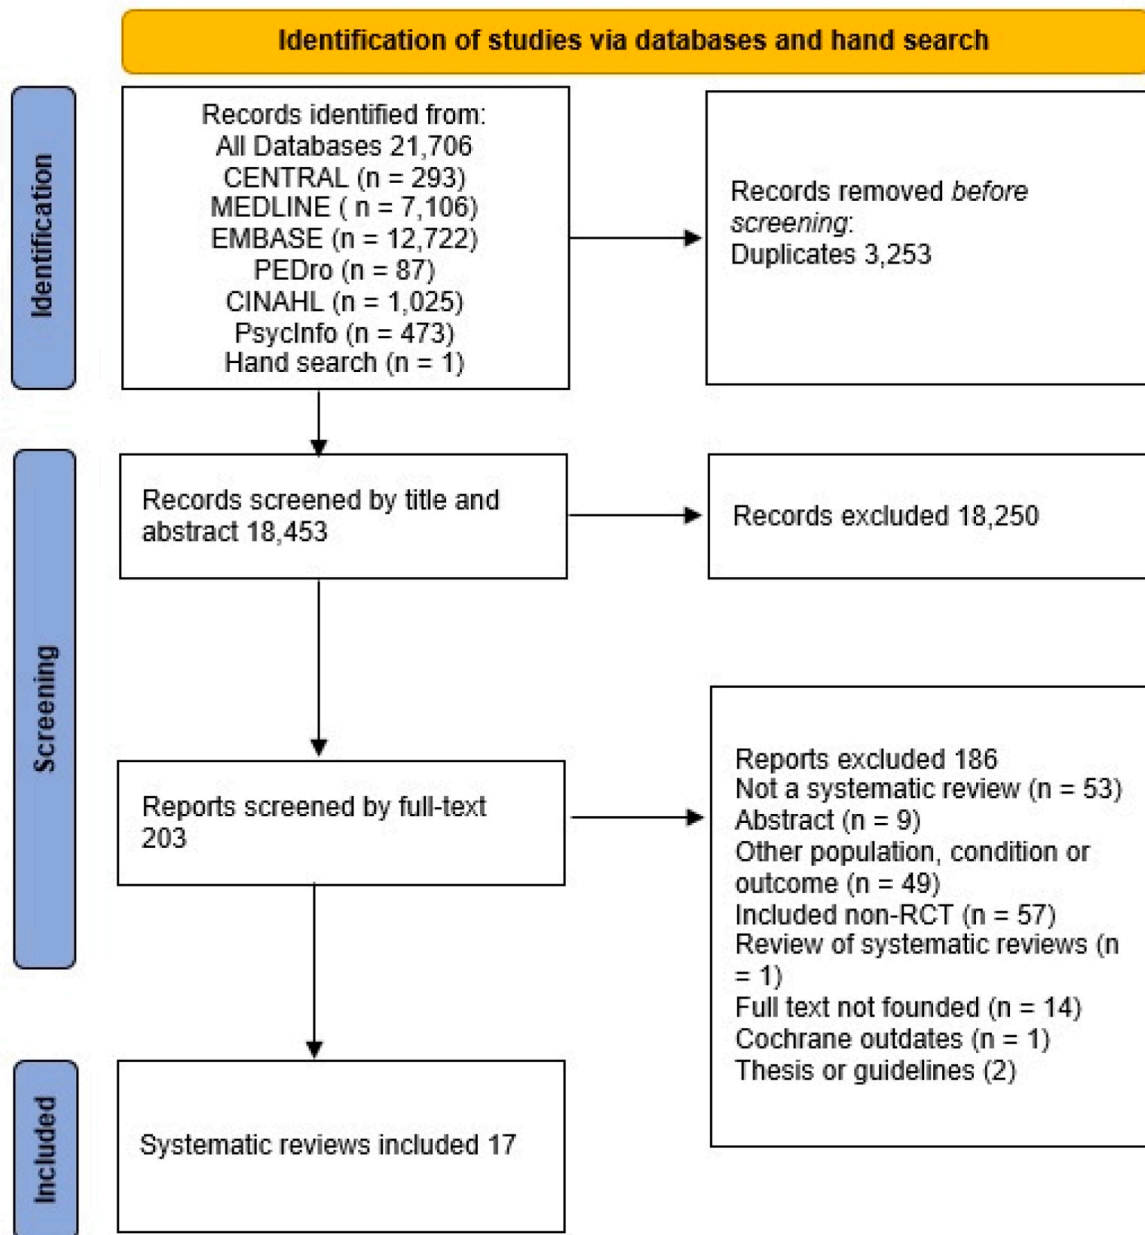 Identification of studies via databases and hand search
Identification
Records identified from:
All Databases 21,706
CENTRAL (n = 293)
MEDLINE ( n = 7,106)
EMBASE (n = 12,722)
PEDro (n = 87)
CINAHL (n = 1,025)
PsycInfo (n = 473)
Hand search (n = 1)
Records removed before
screening:
Duplicates 3,253
Screening
Records screened by title and
abstract 18,453
Records excluded 18,250
Reports screened by full-text
203
Reports excluded 186
Not a systematic review (n = 53)
Abstract (n = 9)
Other population, condition or
outcome (n = 49)
Included non-RCT (n = 57)
Review of systematic reviews (n
= 1)
Full text not founded (n = 14)
Cochrane outdates (n = 1)
Thesis or guidelines (2)
Included
Systematic reviews included 17